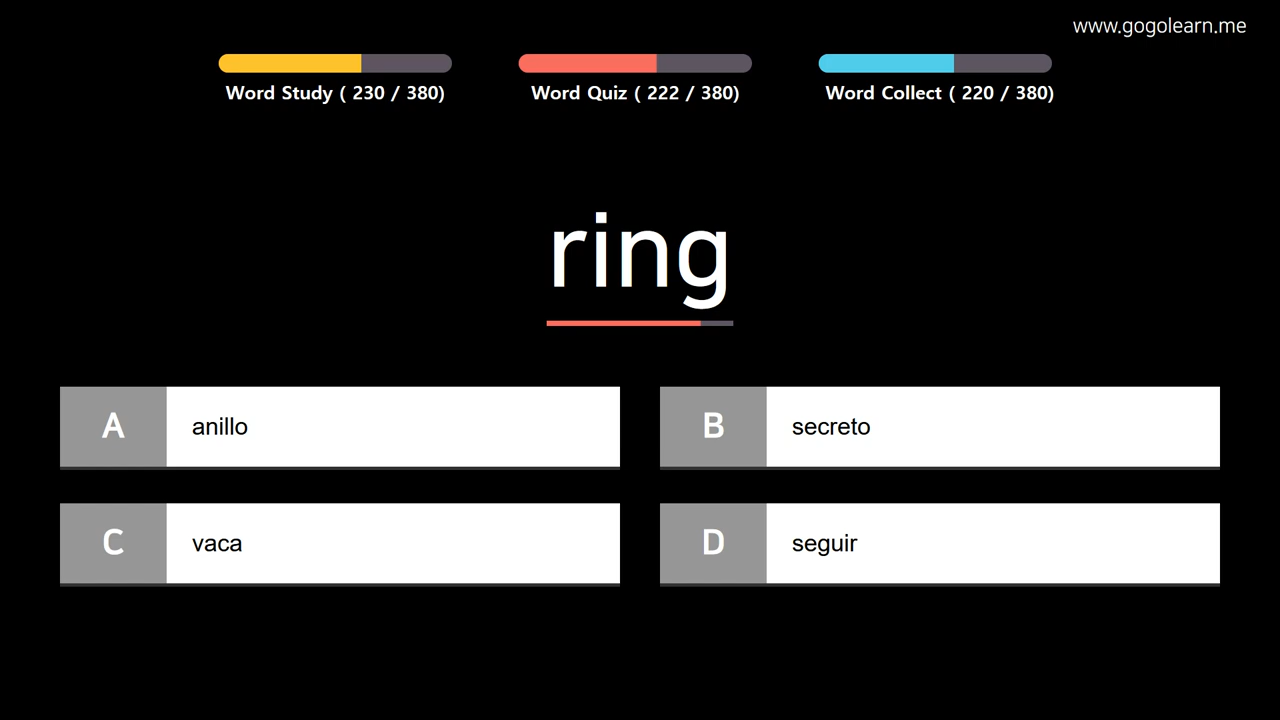 www.gogolearn.me
Word Study ( 230 / 380)
Word Quiz ( 222 / 380)
Word Collect ( 220 / 380)
ring
A
anillo
B
secreto
C
vaca
D
seguir